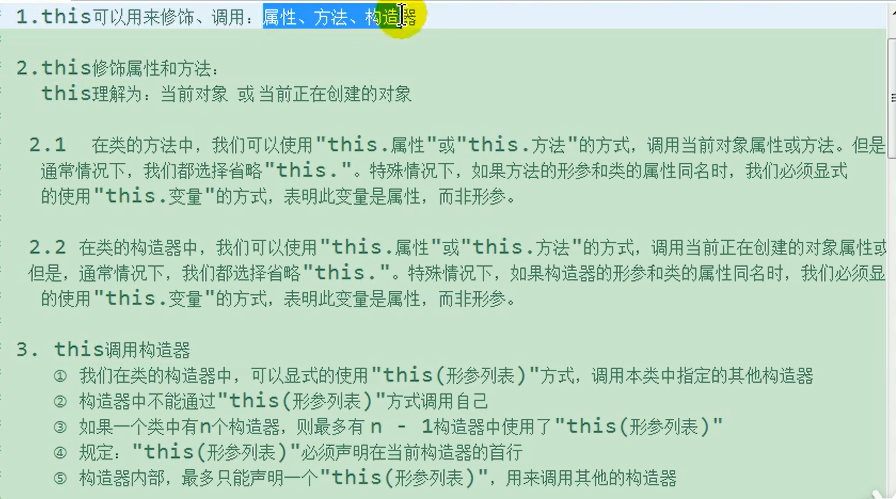 1.this可以用来修饰、调用：属性、方法、构造器
2.this修饰属性和方法：
this理解为：当前对象 或 当前正在创建的对象
2.1 在类的方法中，我们可以使用"this.属性"或"this.方法"的方式，调用当前对象属性或方法。但是
通常情况下，我们都选择省略"this."。特殊情况下，如果方法的形参和类的属性同名时，我们必须显式
的使用"this.变量"的方式，表明此变量是属性，而非形参。
2.2 在类的构造器中，我们可以使用"this.属性"或"this.方法"的方式，调用当前正在创建的对象属性或
但是，通常情况下，我们都选择省略"this."。特殊情况下，如果构造器的形参和类的属性同名时，我们必须显
的使用"this.变量"的方式，表明此变量是属性，而非形参。
3. this调用构造器
① 我们在类的构造器中，可以显式的使用"this(形参列表)"方式，调用本类中指定的其他构造器
② 构造器中不能通过"this(形参列表)"方式调用自己
③ 如果一个类中有n个构造器，则最多有 n - 1构造器中使用了"this(形参列表)"
④ 规定："this(形参列表)"必须声明在当前构造器的首行
⑤ 构造器内部，最多只能声明一个"this(形参列表)"，用来调用其他的构造器